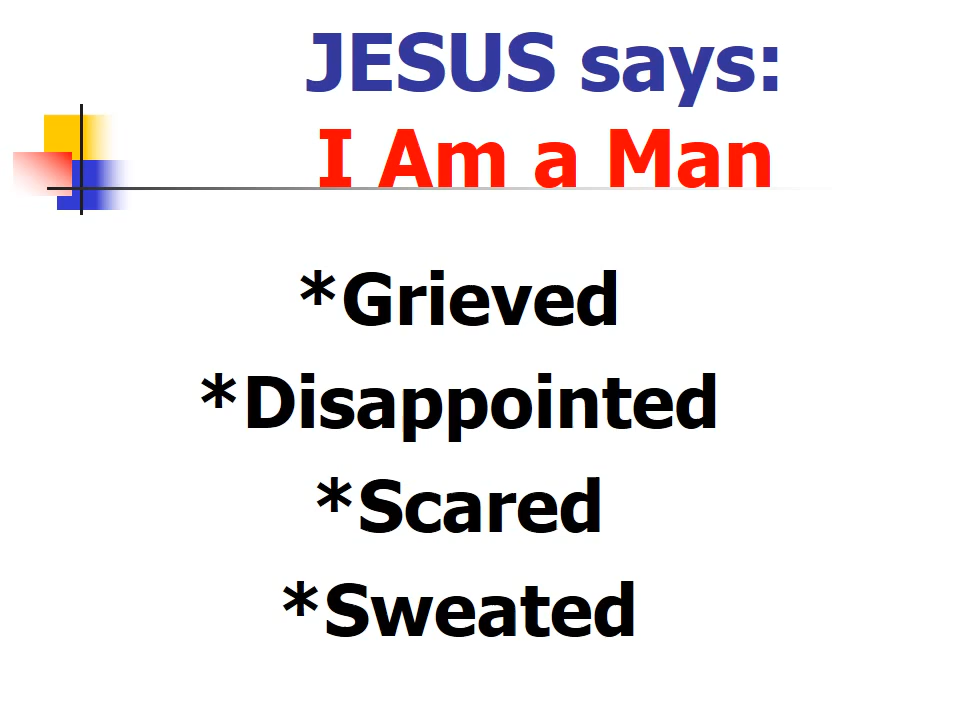 JESUS says:
I Am a Man
*Grieved
*Disappointed
*Scared
*Sweated